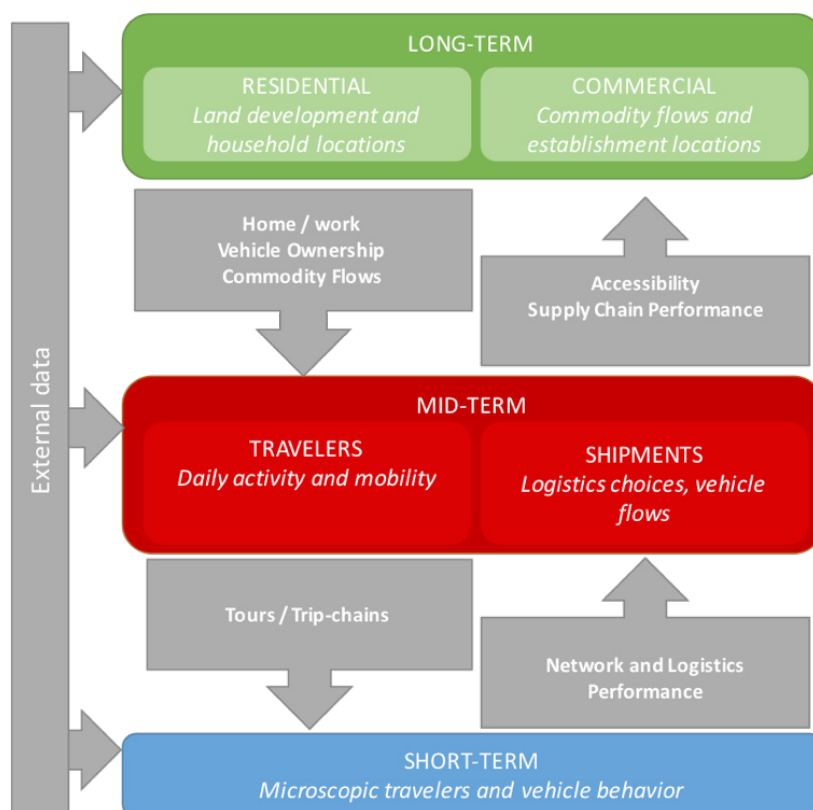 LONG-TERM
RESIDENTIAL
Land development and
household locations
COMMERCIAL
Commodity flows and
establishment locations
Home / work
Vehicle Ownership
Commodity Flows
Accessibility
Supply Chain Performance
External data
MID-TERM
TRAVELERS
Daily activity and mobility
SHIPMENTS
Logistics choices, vehicle
flows
Tours / Trip-chains
Network and Logistics
Performance
SHORT-TERM
Microscopic travelers and vehicle behavior